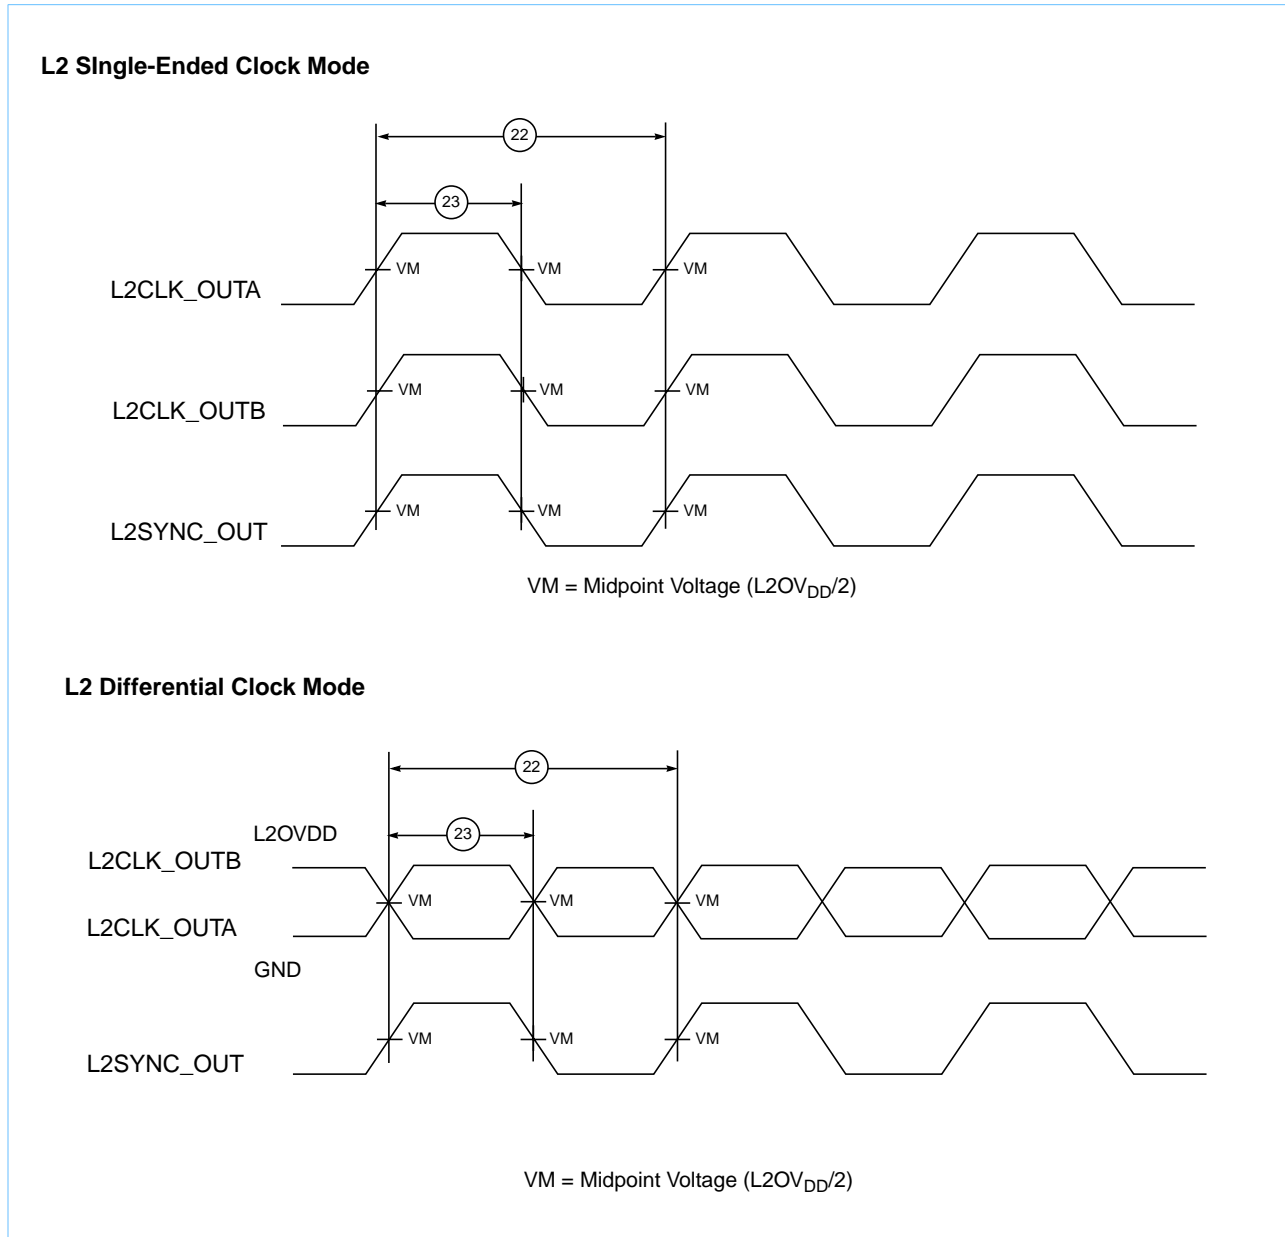 L2 SIngle-Ended Clock Mode
22
23
VM VM VM
L2CLK_OUTA
VM VM VM
L2CLK_OUTB
VM VM VM
L2SYNC_OUT
VM = Midpoint Voltage (L2OVDD/2)
L2 Differential Clock Mode
22
L2OVDD 23
L2CLK_OUTB
VM VM VM
L2CLK_OUTA
GND
VM VM VM
L2SYNC_OUT
VM = Midpoint Voltage (L2OVDD/2)